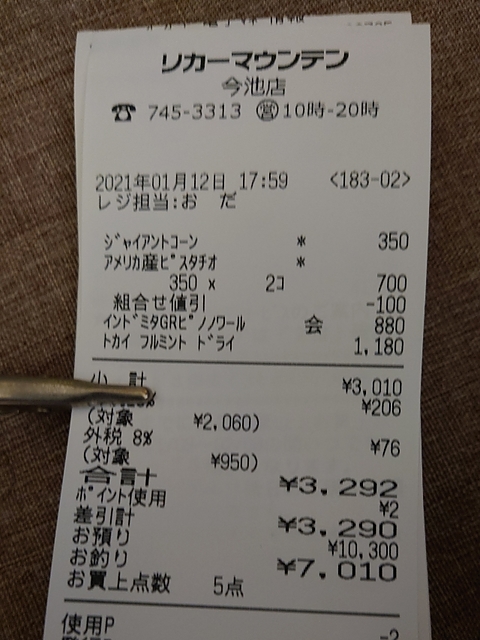 リカーマウンテン
今池店
☎ 745-3313 ㊂10時-20時
2021年01月12日 17:59 <183-02>
レジ担当:お だ
ｼﾞｬｲｱﾝﾄｺｰﾝ * 350
ｱﾒﾘｶ産ﾋﾟｽﾀﾁｵ *
350 x 2ｺ 700
組合せ値引 -100
ｲﾝﾄﾞﾐﾀGRﾋﾟﾉﾉﾜｰﾙ 会 880
ﾄｶｲ ﾌﾙﾐﾝﾄ ﾄﾞﾗｲ 1,180
小 計 ¥3,010
% ¥206
(対象 ¥2,060)
外税 8% ¥76
(対象 ¥950)
合計 ¥3,292
ﾎﾟｲﾝﾄ使用 ¥2
差引計 ¥3,290
お預り ¥10,300
お釣り ¥7,010
お買上点数 5点
使用P -2